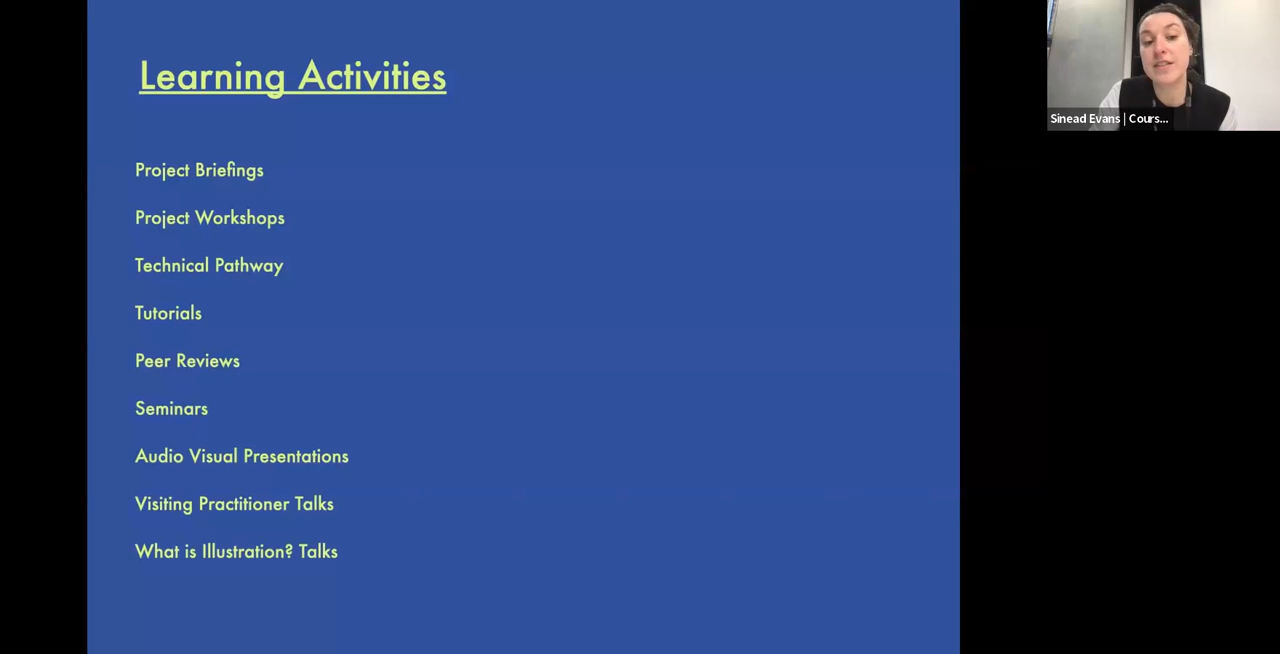 Learning Activities
Project Briefings
Project Workshops
Technical Pathway
Tutorials
Peer Reviews
Seminars
Audio Visual Presentations
Visiting Practitioner Talks
What is Illustration? Talks
Sinead Evans | Cours...